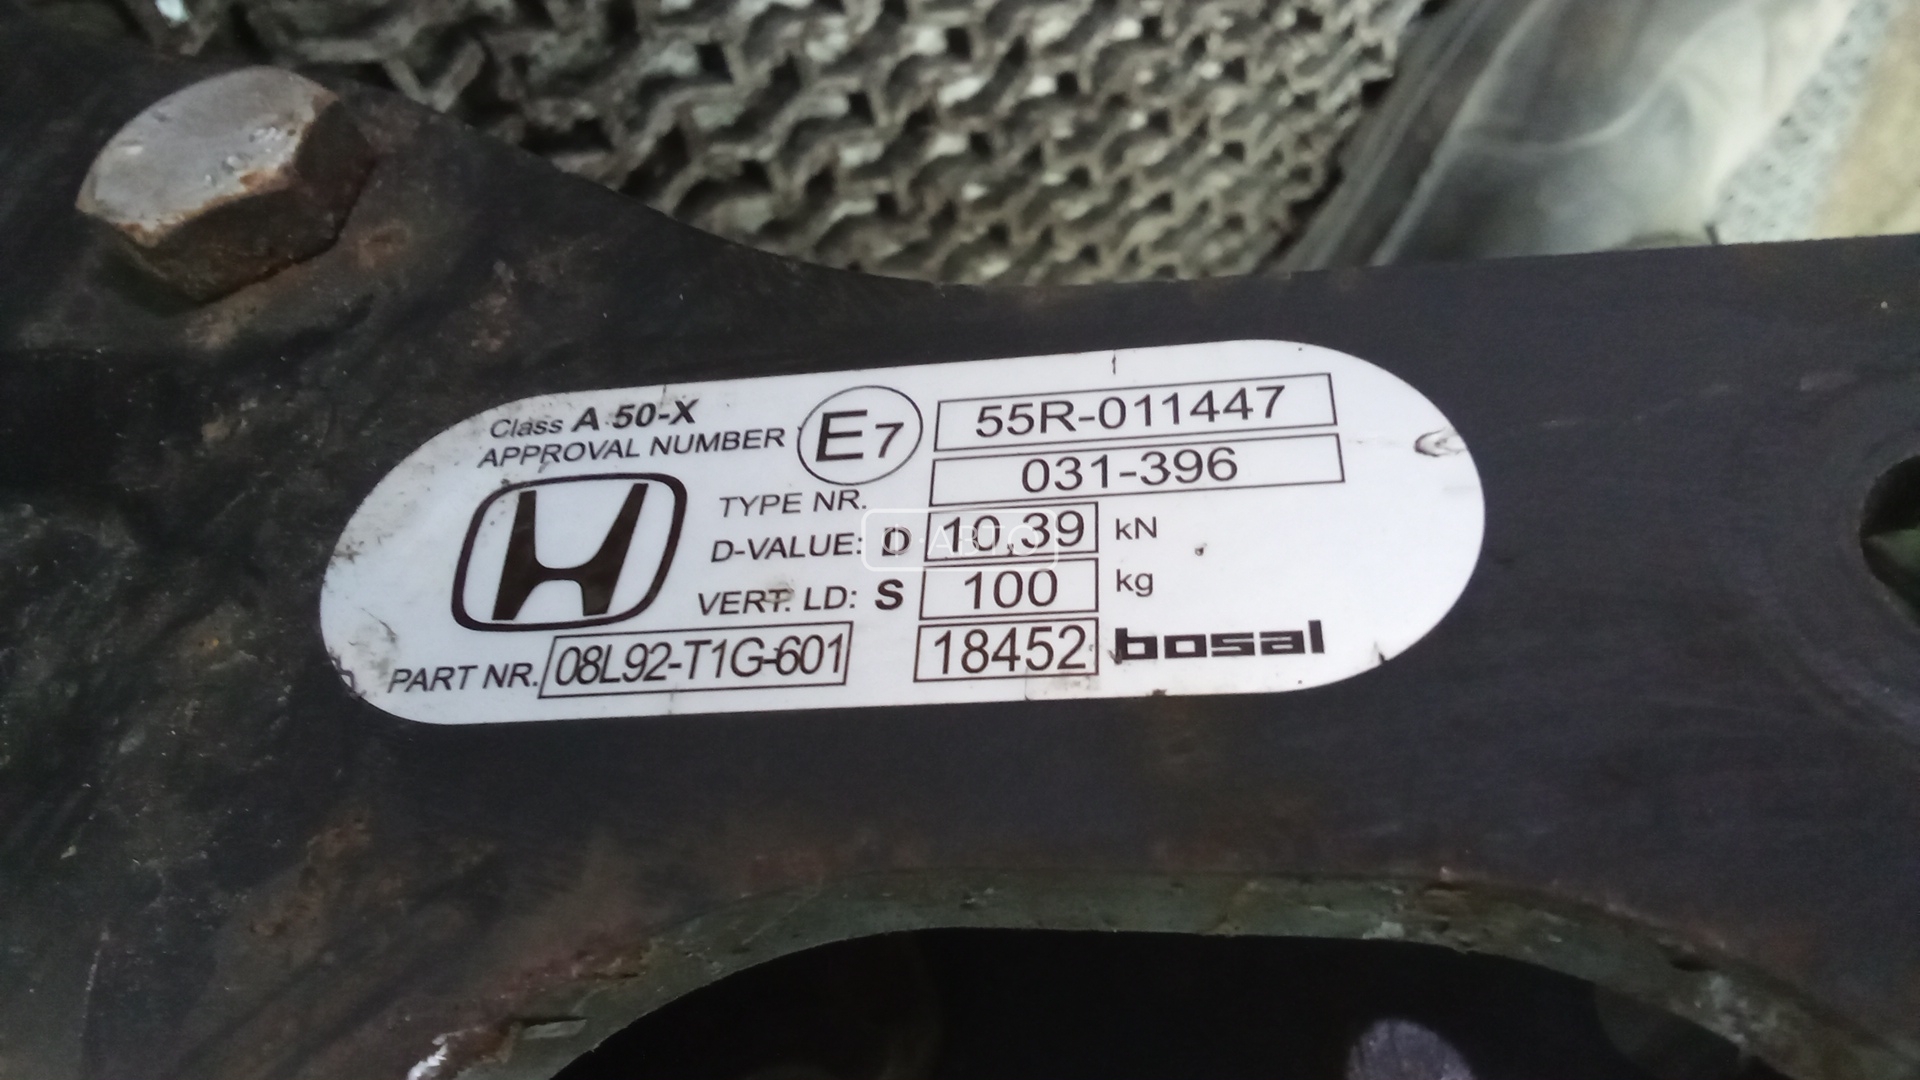 Class A 50-X
APPROVAL NUMBER E7 55R-011447
TYPE NR. 031-396
D-VALUE: D 10,39 kN
VERT. LD: S 100 kg
PART NR. 08L92-T1G-601 18452 bosal